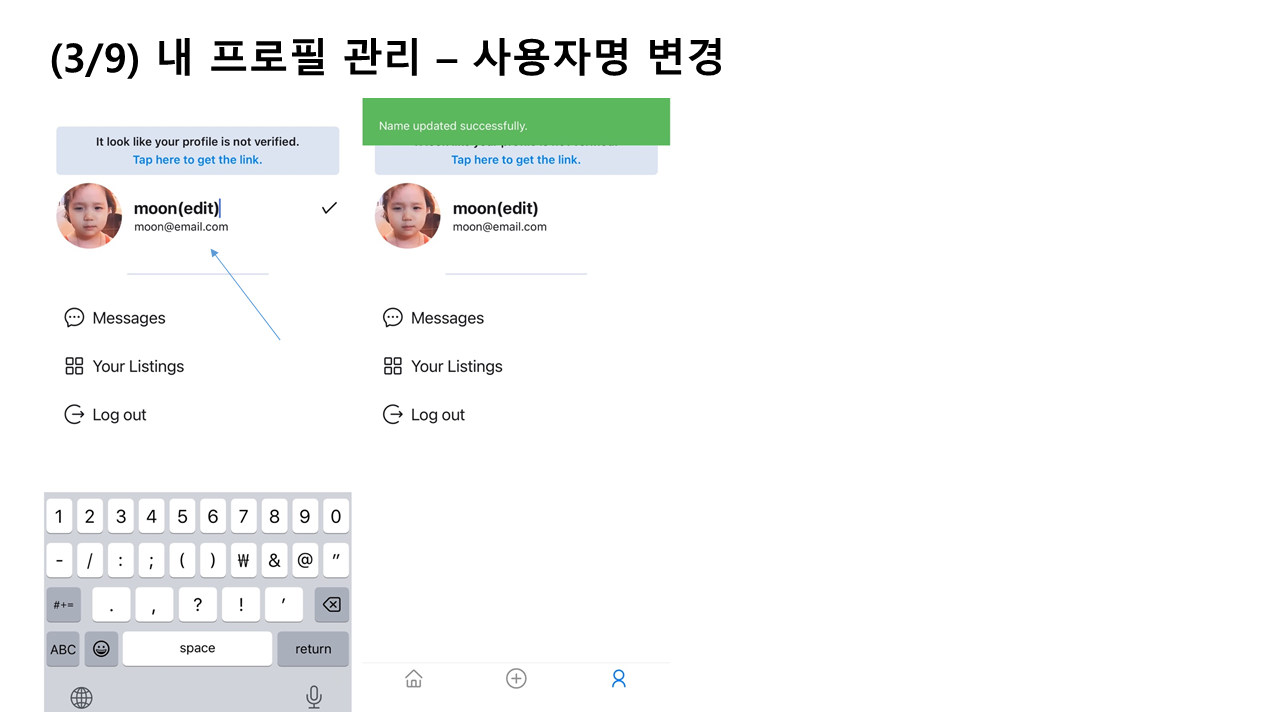 (3/9) 내 프로필 관리 – 사용자명 변경
It look like your profile is not verified.
Tap here to get the link.
moon(edit)
moon@email.com
Messages
Your Listings
Log out
1 2 3 4 5 6 7 8 9 0
- / : ; ( ) ₩ & @ ”
#+= . , ? ! ’
ABC space return
Name updated successfully.
Tap here to get the link.
moon(edit)
moon@email.com
Messages
Your Listings
Log out